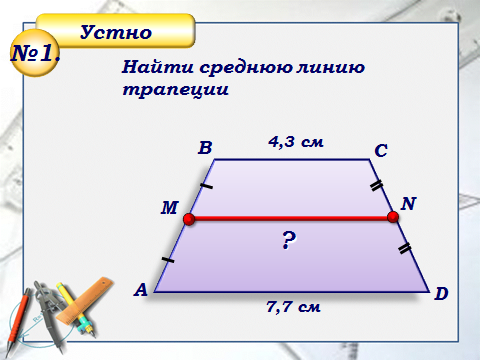 Устно
№1.
Найти среднюю линию
трапеции
4,3 см
B
C
M
N
?
A
D
7,7 см